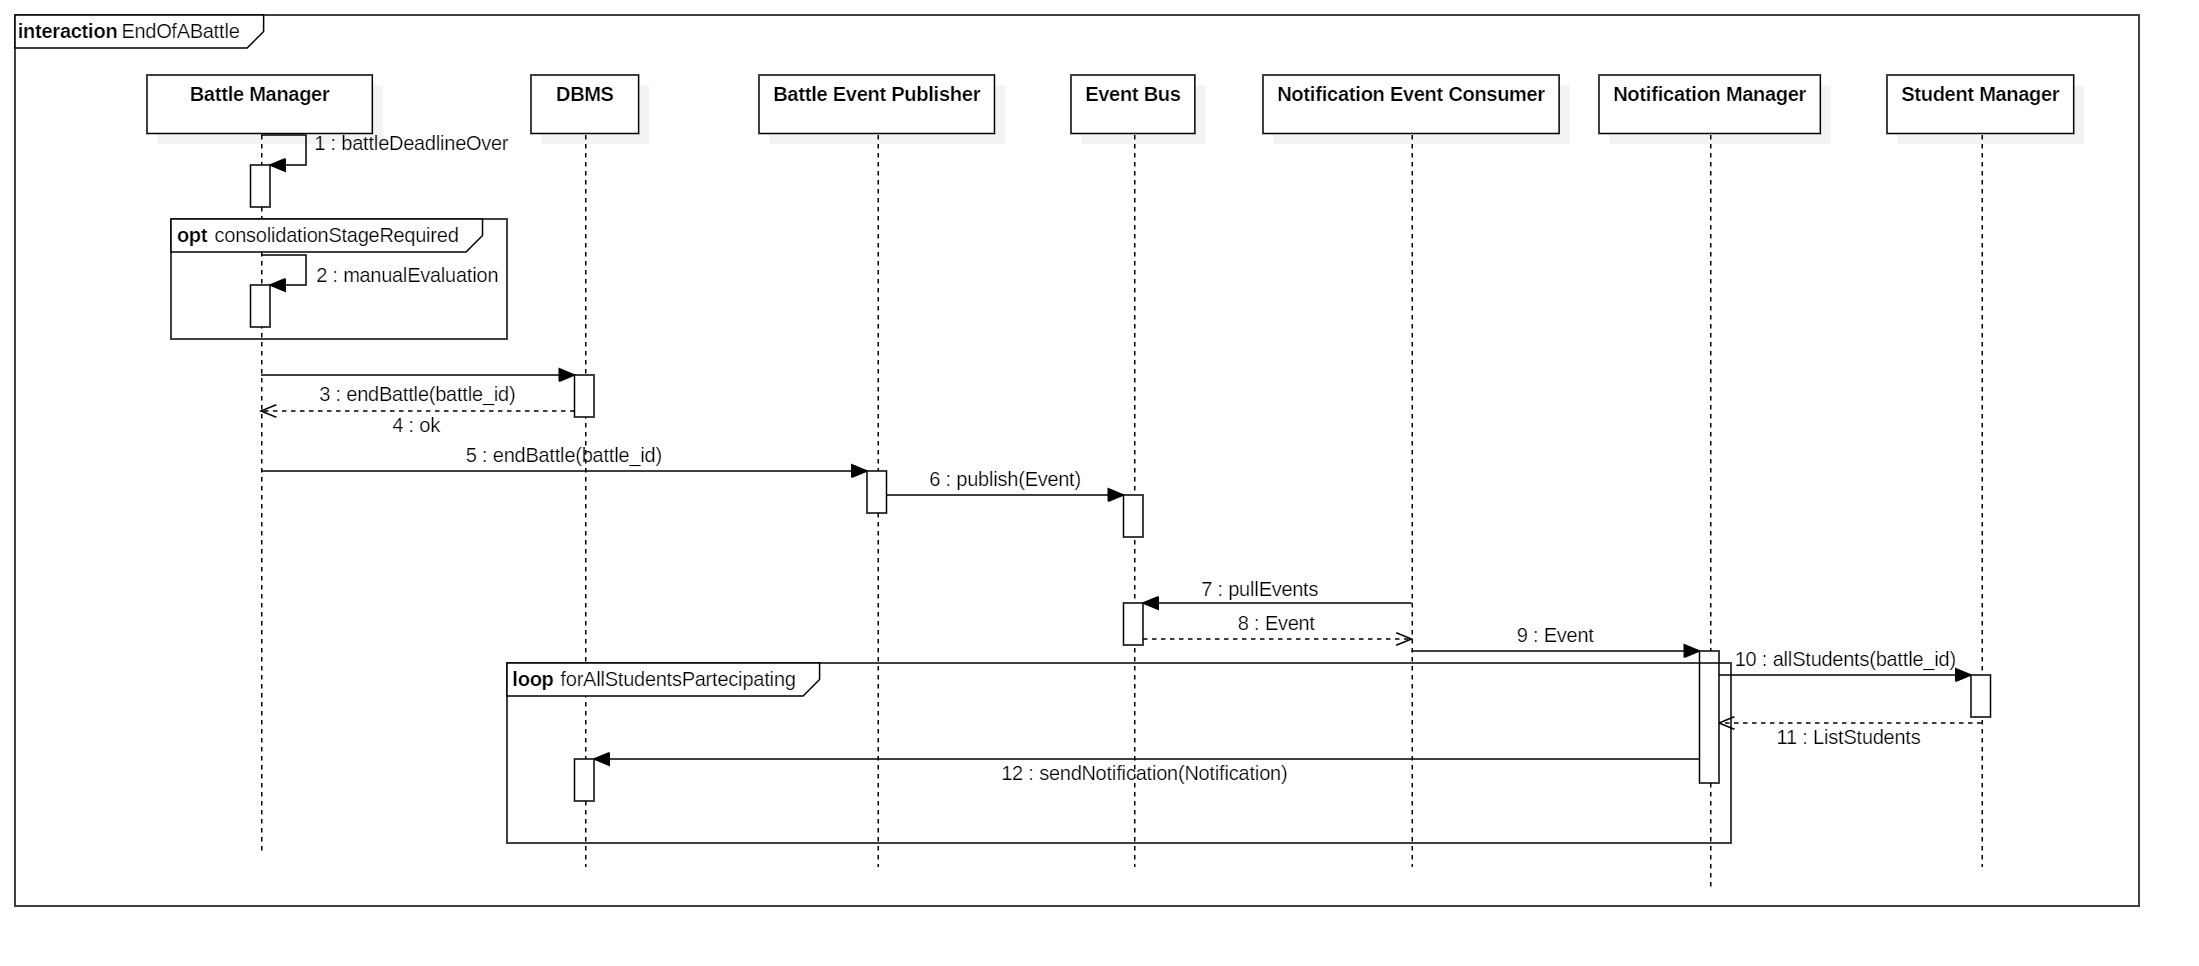 interaction EndOfABattle
Battle Manager
DBMS
Battle Event Publisher
Event Bus
Notification Event Consumer
Notification Manager
Student Manager
1 : battleDeadlineOver
opt consolidationStageRequired
2 : manualEvaluation
3 : endBattle(battle_id)
4 : ok
5 : endBattle(battle_id)
6 : publish(Event)
7 : pullEvents
8 : Event
9 : Event
10 : allStudents(battle_id)
loop forAllStudentsPartecipating
11 : ListStudents
12 : sendNotification(Notification)